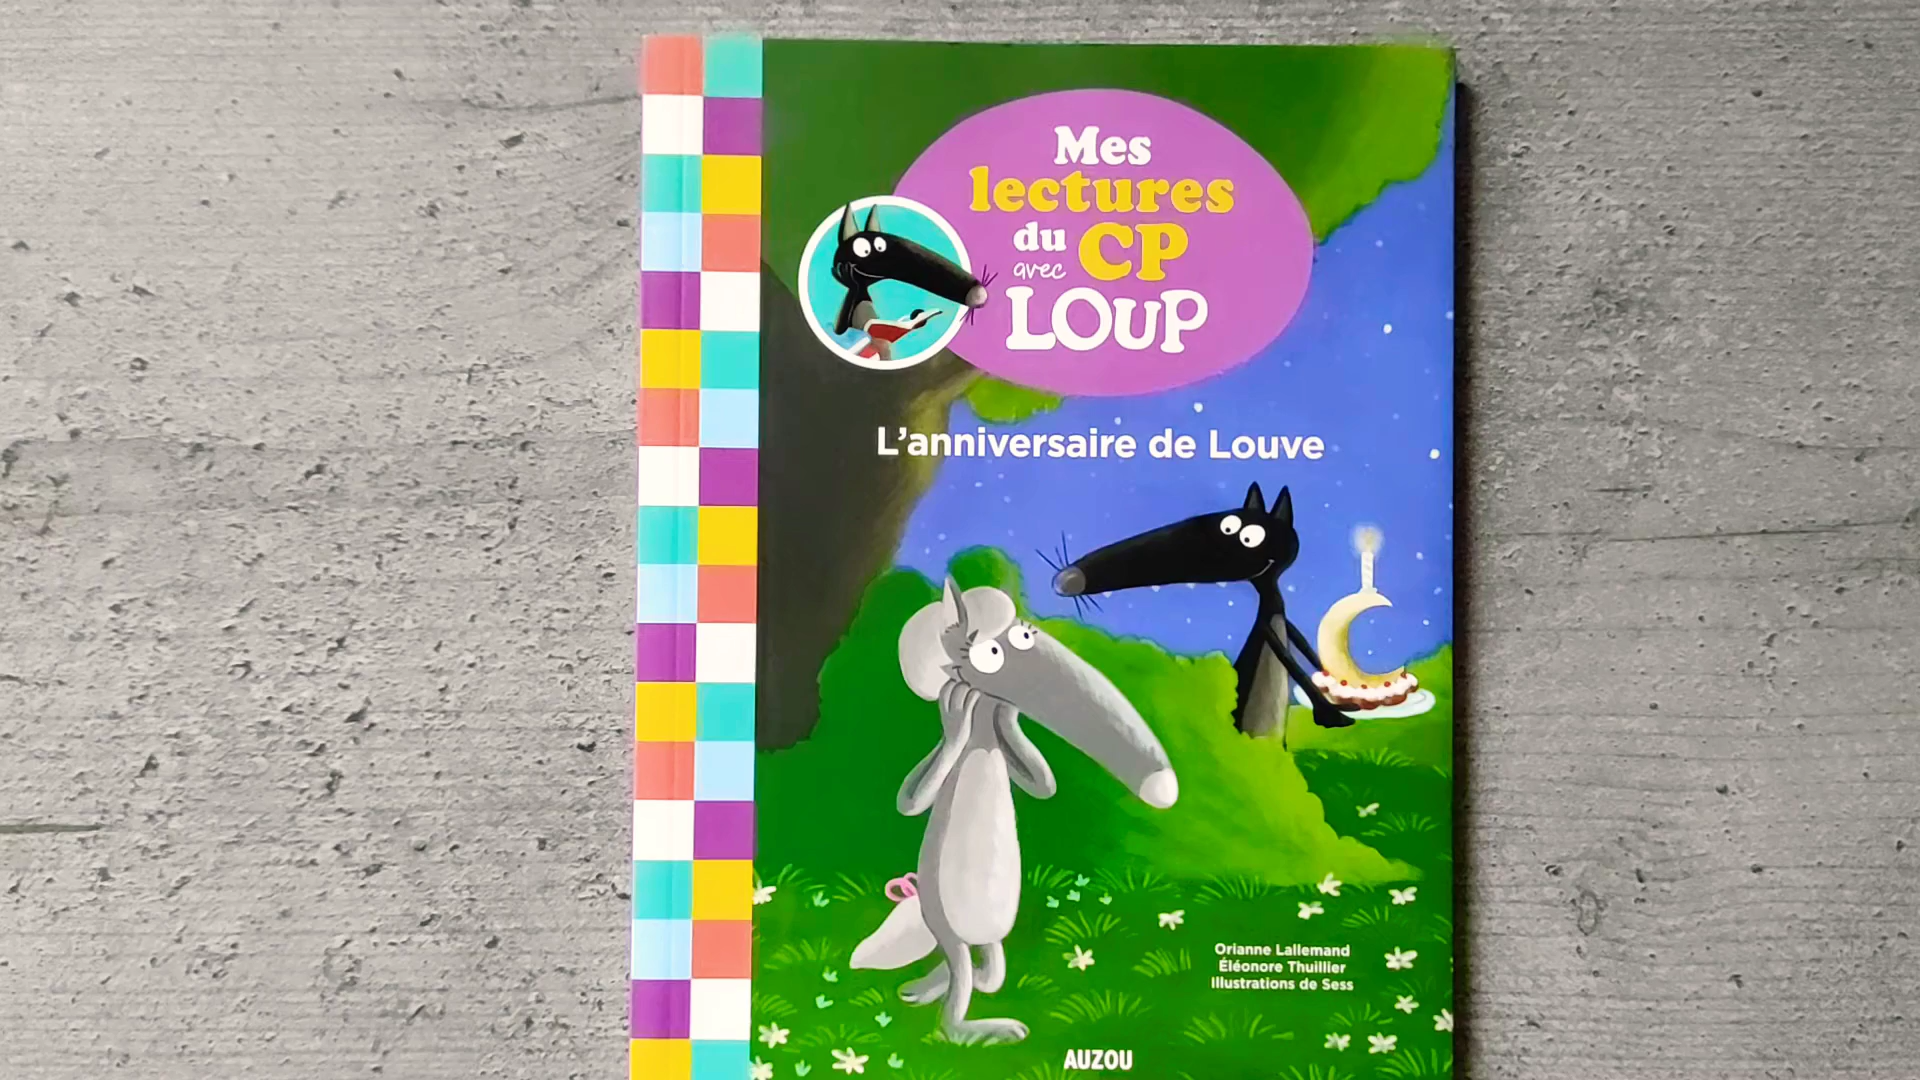 Mes
lectures
du CP
avec
LOUP
L'anniversaire de Louve
Orianne Lallemand
Éléonore Thuillier
Illustrations de Sess
AUZOU